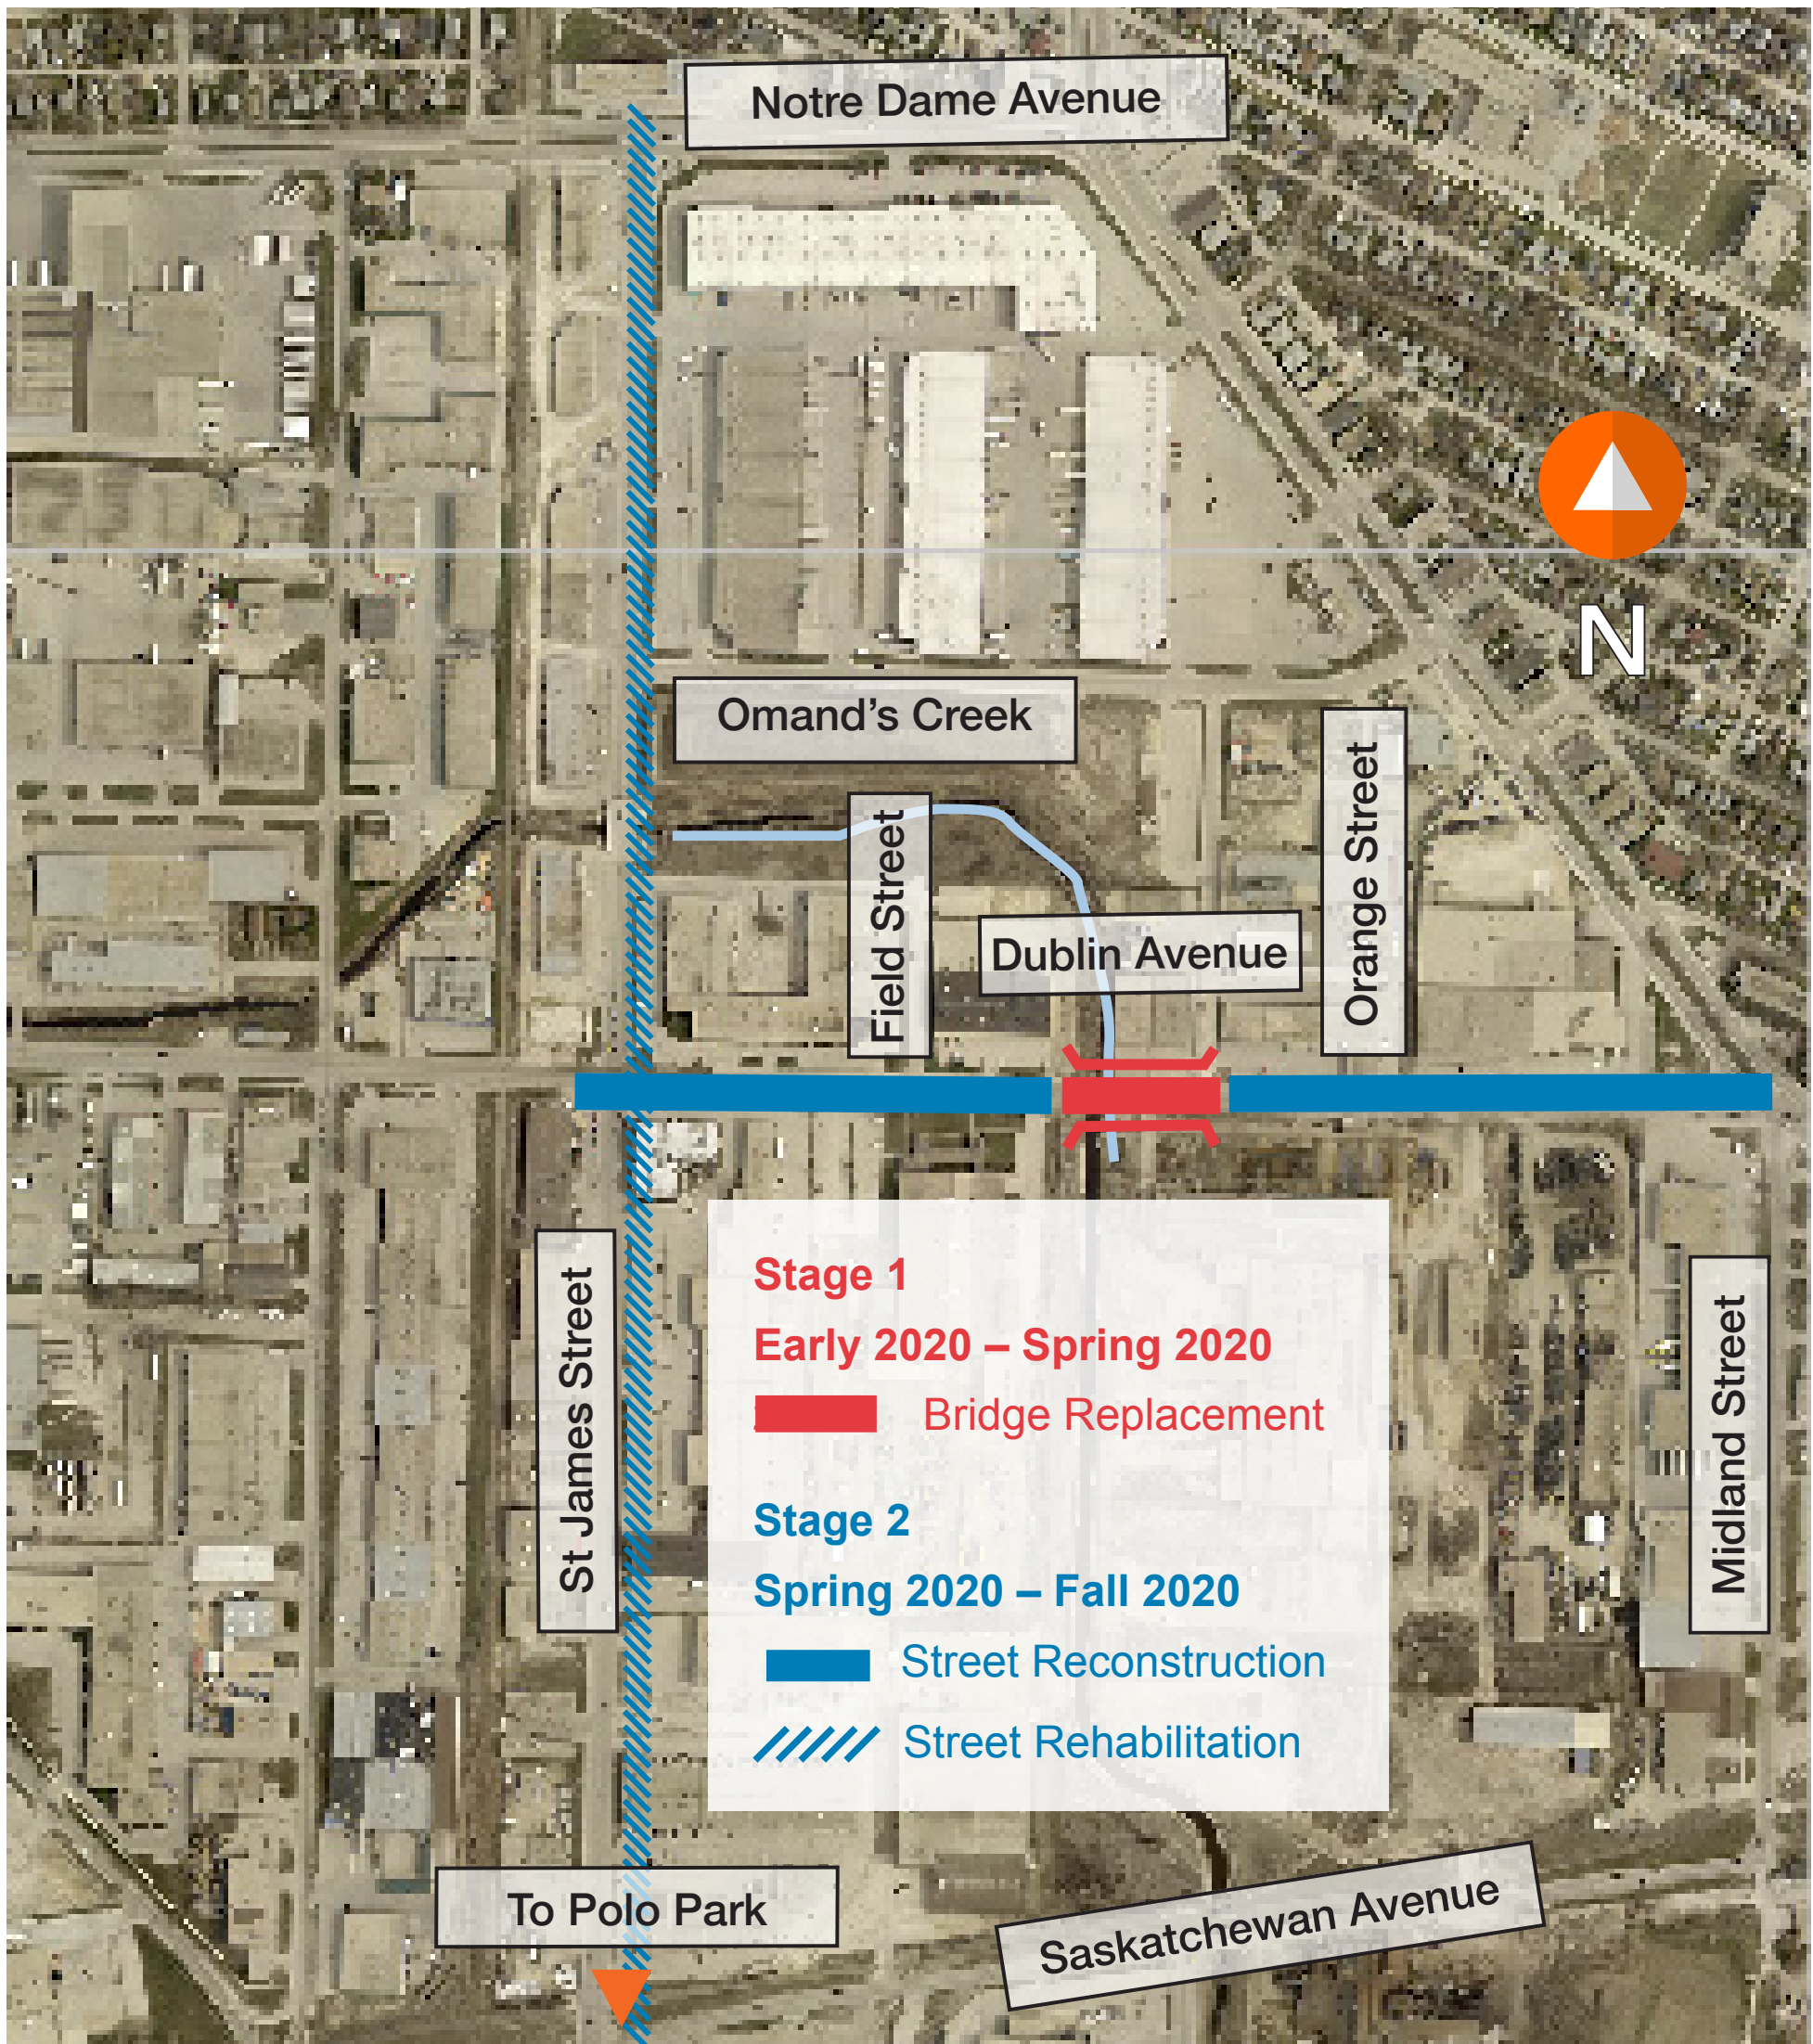 Notre Dame Avenue
N
Omand’s Creek
Field Street
Dublin Avenue
Orange Street
St James Street
Midland Street
Stage 1
Early 2020 – Spring 2020
Bridge Replacement
Stage 2
Spring 2020 – Fall 2020
Street Reconstruction
Street Rehabilitation
To Polo Park
Saskatchewan Avenue